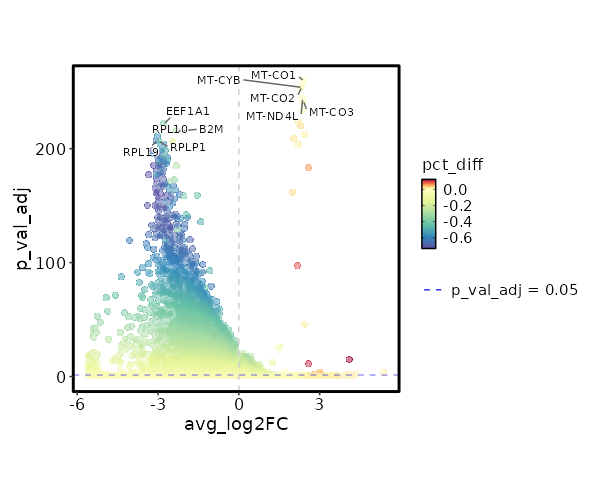 MT-CYB
MT-CO1
MT-CO2
MT-ND4L
MT-CO3
EEF1A1
RPL10
B2M
RPL19
RPLP1
200
100
0
p_val_adj
-6
-3
0
3
avg_log2FC
pct_diff
0.0
-0.2
-0.4
-0.6
p_val_adj = 0.05